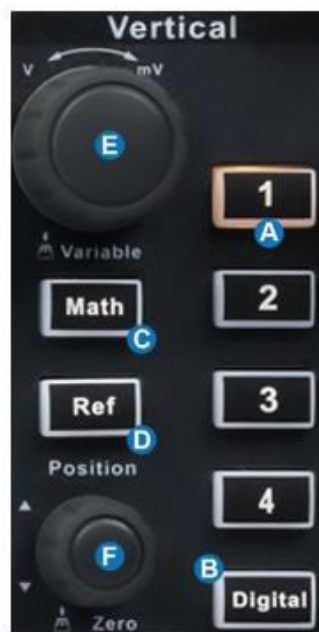 Vertical
V mV
E
1
A
Variable
2
Math
C
3
Ref
D
Position
4
F
B
Digital
Zero